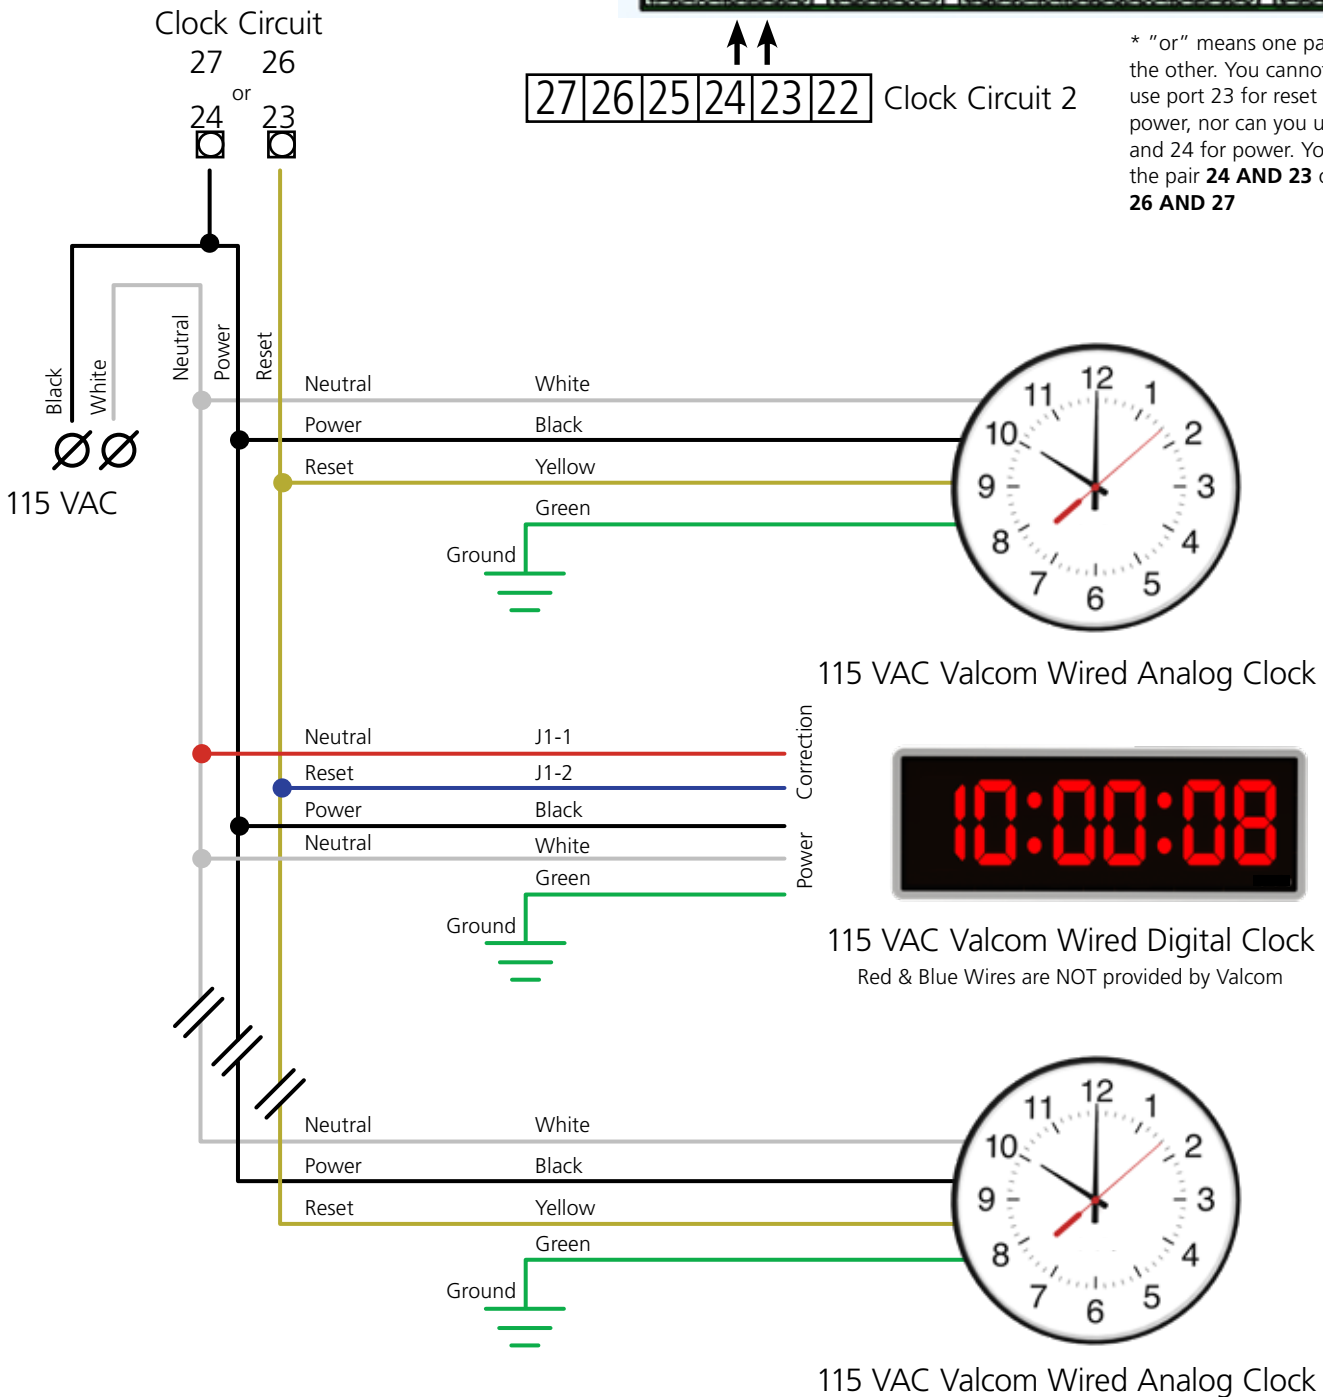 Clock Circuit
27 26
or
24 23
27 26 25 24 23 22 Clock Circuit 2
* "or" means one pa
the other. You cannot
use port 23 for reset
power, nor can you u
and 24 for power. Yo
the pair 24 AND 23
26 AND 27
Black
White
Neutral
Power
Reset
115 VAC
Neutral White
Power Black
Reset Yellow
Green
Ground
12
1
2
3
4
5
6
7
8
9
10
11
115 VAC Valcom Wired Analog Clock
Neutral J1-1
Reset J1-2
Power Black
Neutral White
Green
Ground
Correction
Power
10:00:08
115 VAC Valcom Wired Digital Clock
Red & Blue Wires are NOT provided by Valcom
Neutral White
Power Black
Reset Yellow
Green
Ground
12
1
2
3
4
5
6
7
8
9
10
11
115 VAC Valcom Wired Analog Clock